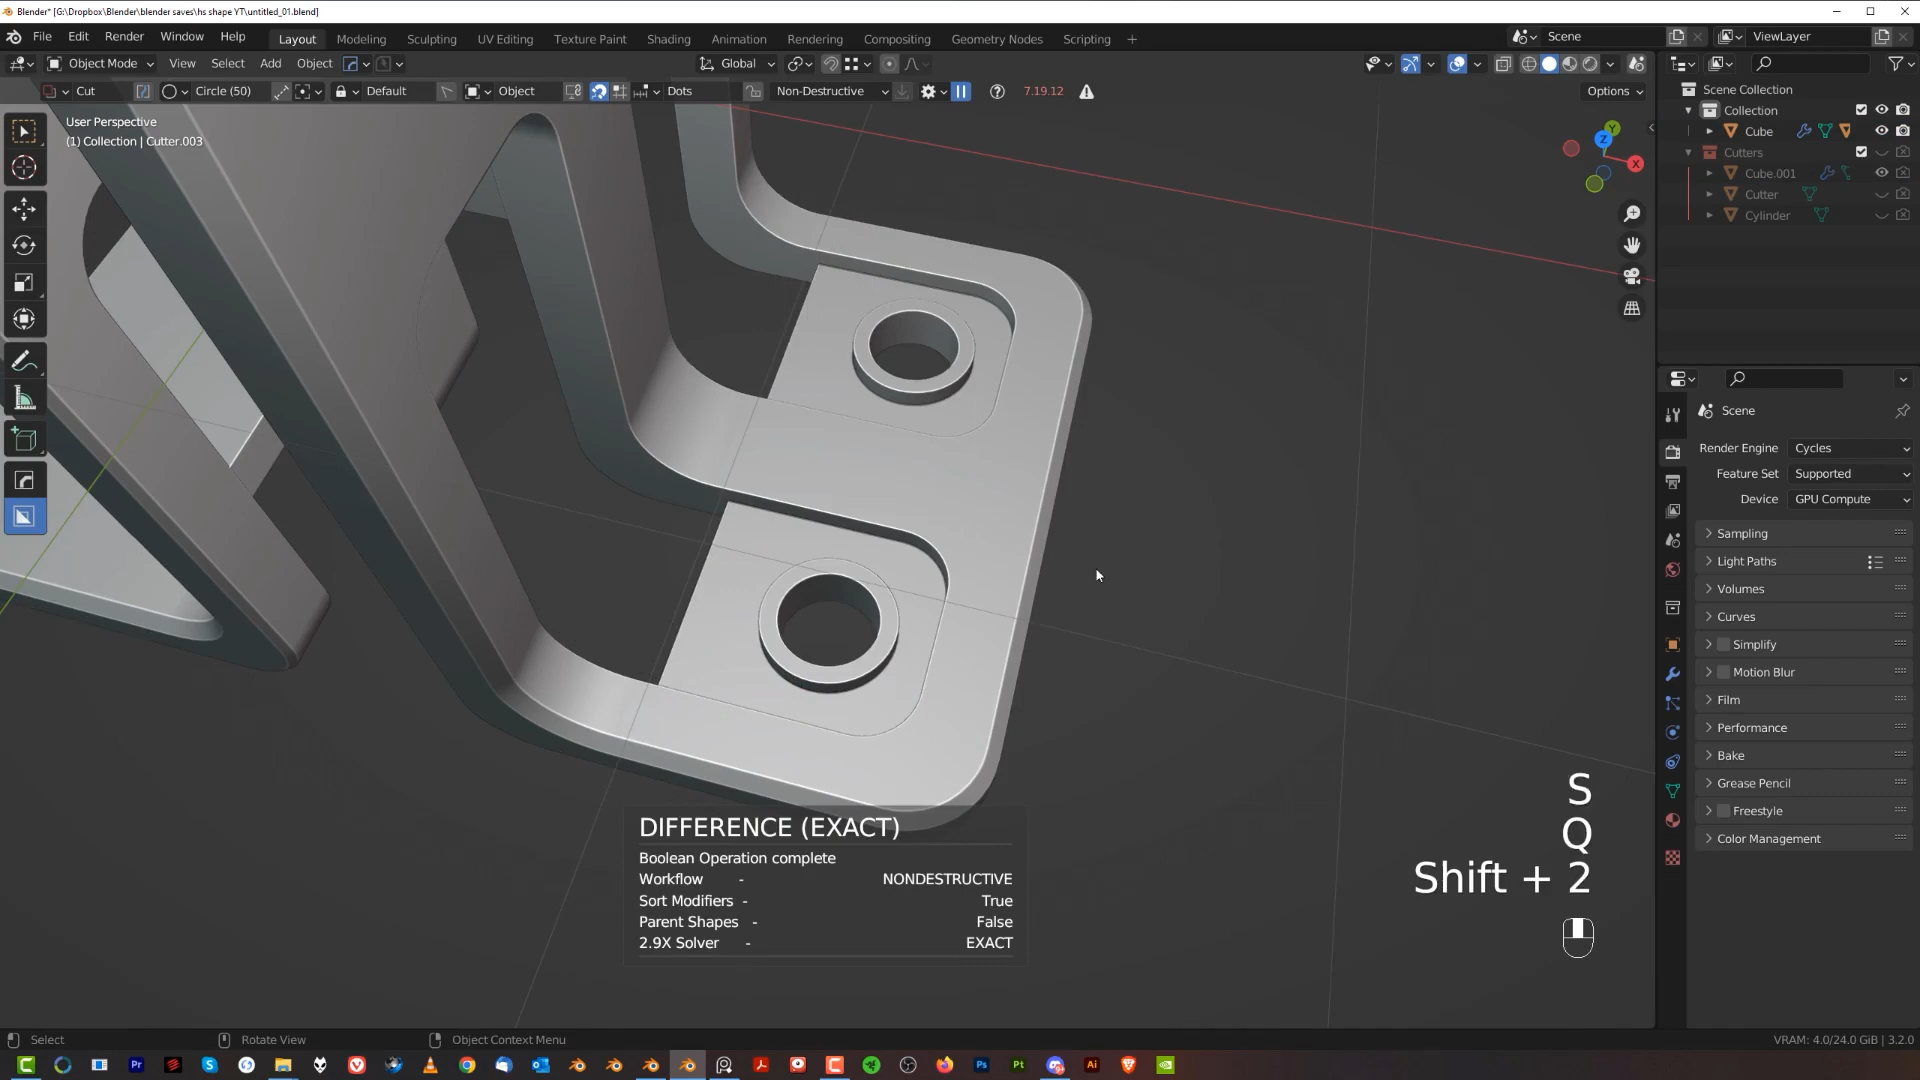 Blender* [G:\Dropbox\Blender\blender saves\hs shape YT\untitled_01.blend]
File Edit Render Window Help Layout Modeling Sculpting UV Editing Texture Paint Shading Animation Rendering Compositing Geometry Nodes Scripting + Scene ViewLayer
Object Mode View Select Add Object Global
Cut Circle (50) Default Object Dots Non-Destructive 7.19.12 Options
User Perspective
(1) Collection | Cutter.003
Y
Z
X
Scene Collection
Collection
Cube
Cutters
Cube.001
Cutter
Cylinder
Scene
Render Engine Cycles
Feature Set Supported
Device GPU Compute
Sampling
Light Paths
Volumes
Curves
Simplify
Motion Blur
Film
Performance
Bake
Grease Pencil
Freestyle
Color Management
S
Q
Shift + 2
DIFFERENCE (EXACT)
Boolean Operation complete
Workflow - NONDESTRUCTIVE
Sort Modifiers - True
Parent Shapes - False
2.9X Solver - EXACT
Select Rotate View Object Context Menu VRAM: 4.0/24.0 GiB | 3.2.0
Pr S Ps Pt Ai